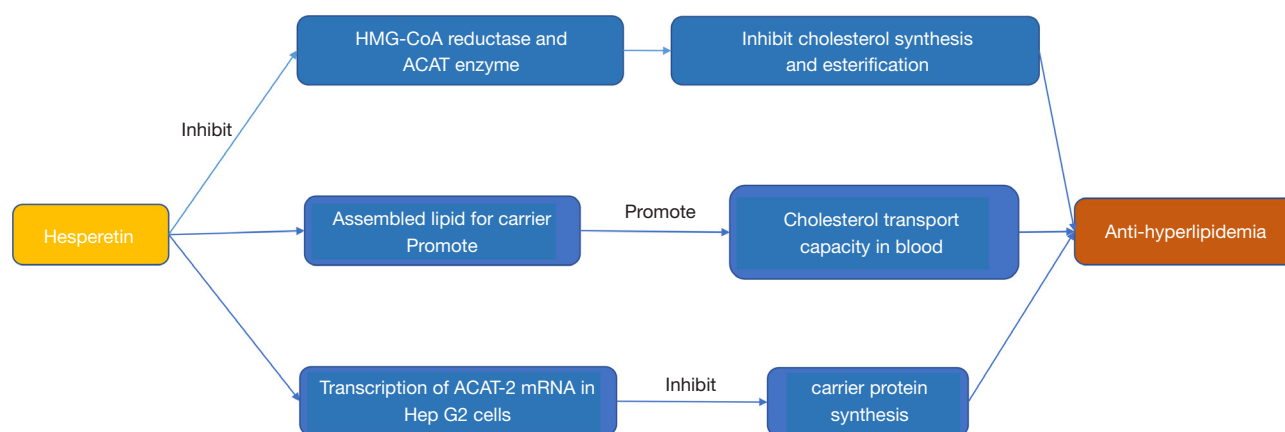 HMG-CoA reductase and
ACAT enzyme
Inhibit cholesterol synthesis
and esterification
Inhibit
Hesperetin
Assembled lipid for carrier
Promote
Promote
Cholesterol transport
capacity in blood
Anti-hyperlipidemia
Transcription of ACAT-2 mRNA in
Hep G2 cells
Inhibit
carrier protein
synthesis